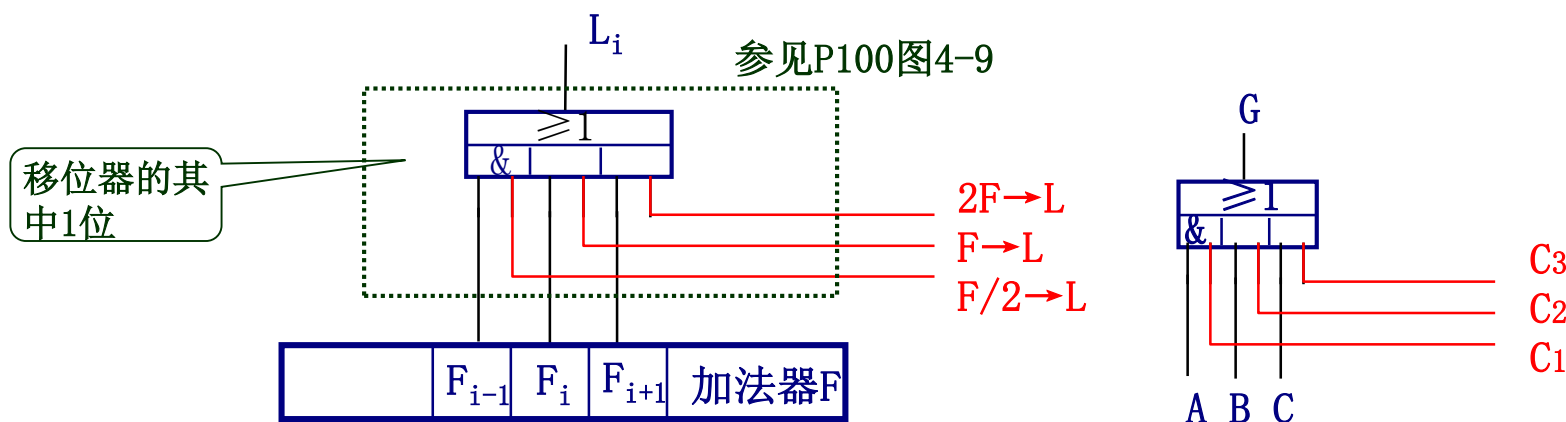 Li
参见P100图4-9
≥1
&
移位器的其
中1位
2F→L
F→L
F/2→L
Fi-1
Fi
Fi+1
加法器F
G
≥1
&
C3
C2
C1
A
B
C